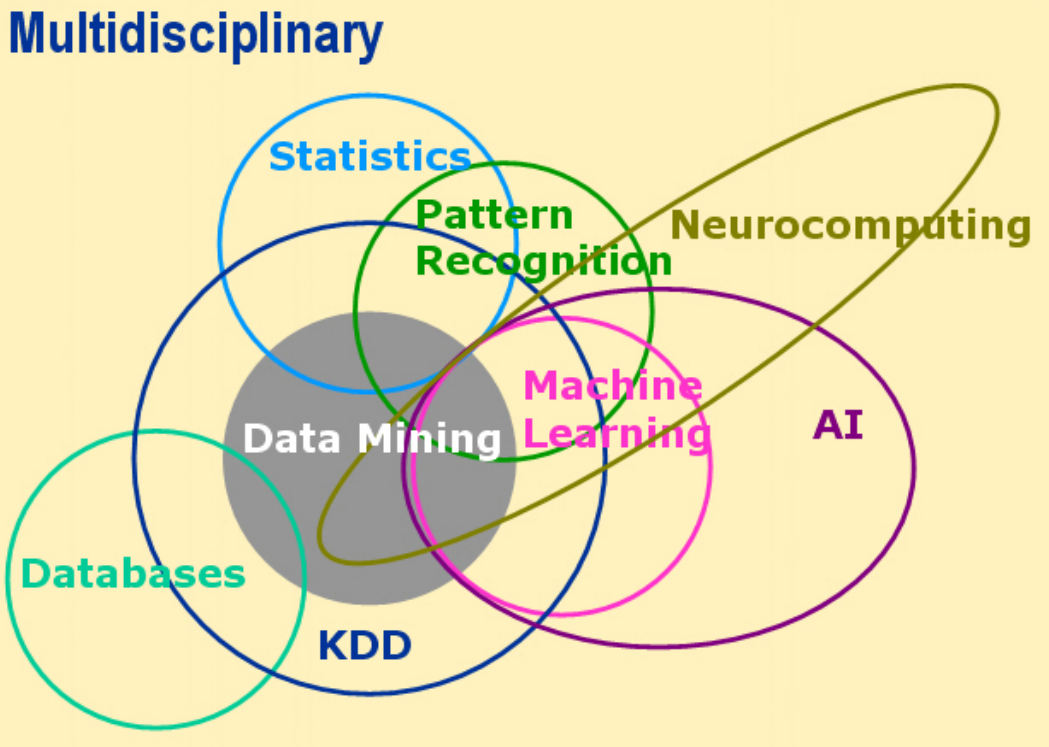 Multidisciplinary
Statistics
Pattern
Recognition
Neurocomputing
Machine
Learning
AI
Data Mining
Databases
KDD